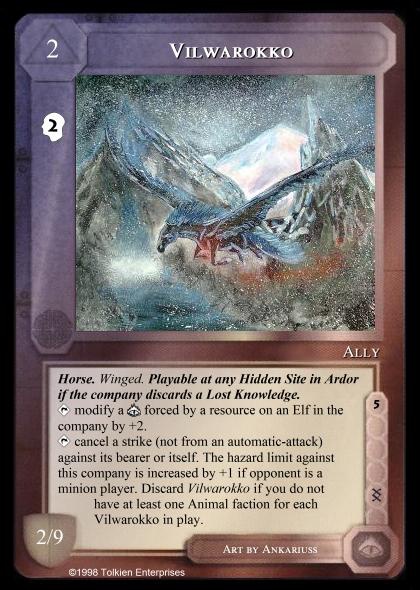 2
VILWAROKKO
2
ALLY
Horse. Winged. Playable at any Hidden Site in Ardor
if the company discards a Lost Knowledge.
modify a forced by a resource on an Elf in the
company by +2.
cancel a strike (not from an automatic-attack)
against its bearer or itself. The hazard limit against
this company is increased by +1 if opponent is a
minion player. Discard Vilwarokko if you do not
have at least one Animal faction for each
Vilwarokko in play.
5
2/9
ART BY ANKARIUSS
©1998 Tolkien Enterprises